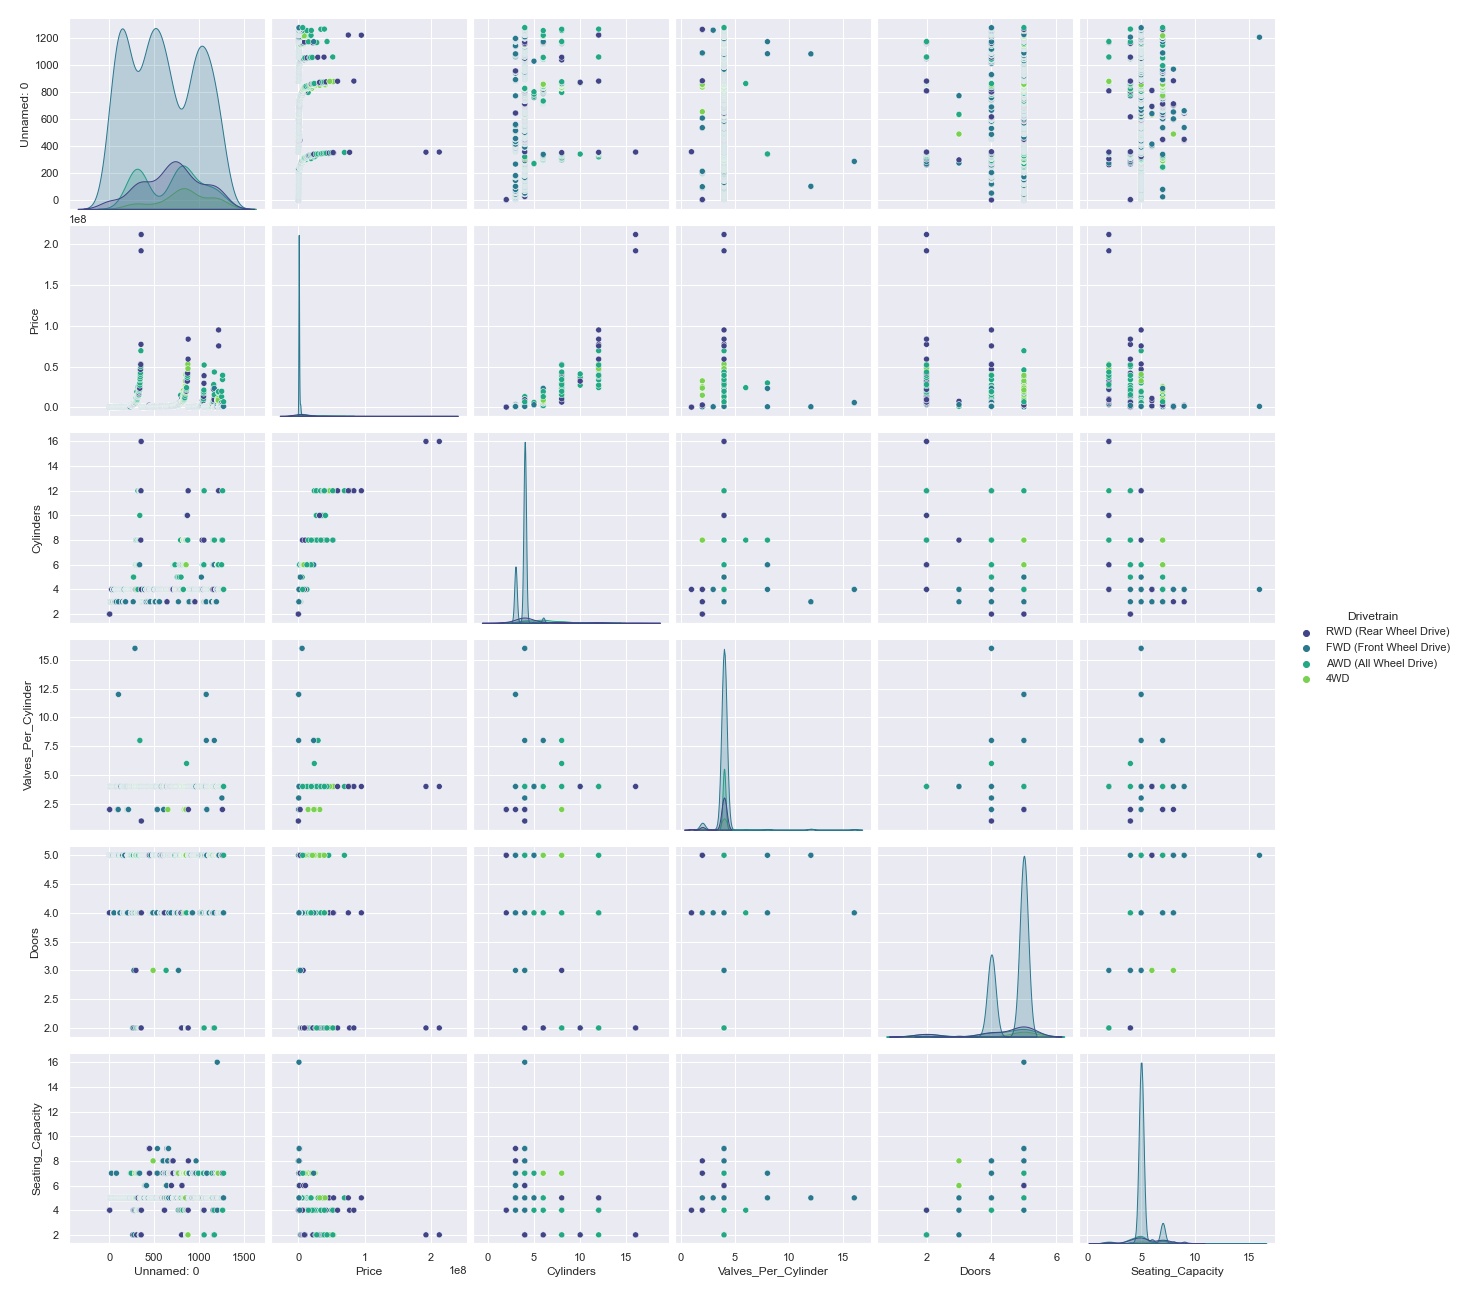 1200
1000
800
600
400
200
0
Unnamed: 0
1e8
2.0
1.5
1.0
0.5
0.0
Price
16
14
12
10
8
6
4
2
Cylinders
15.0
12.5
10.0
7.5
5.0
2.5
Valves_Per_Cylinder
5.0
4.5
4.0
3.5
3.0
2.5
2.0
Doors
16
14
12
10
8
6
4
2
Seating_Capacity
0 500 1000 1500
Unnamed: 0
0 1 2
Price 1e8
0 5 10 15
Cylinders
0 5 10 15
Valves_Per_Cylinder
2 4 6
Doors
0 5 10 15
Seating_Capacity
Drivetrain
RWD (Rear Wheel Drive)
FWD (Front Wheel Drive)
AWD (All Wheel Drive)
4WD